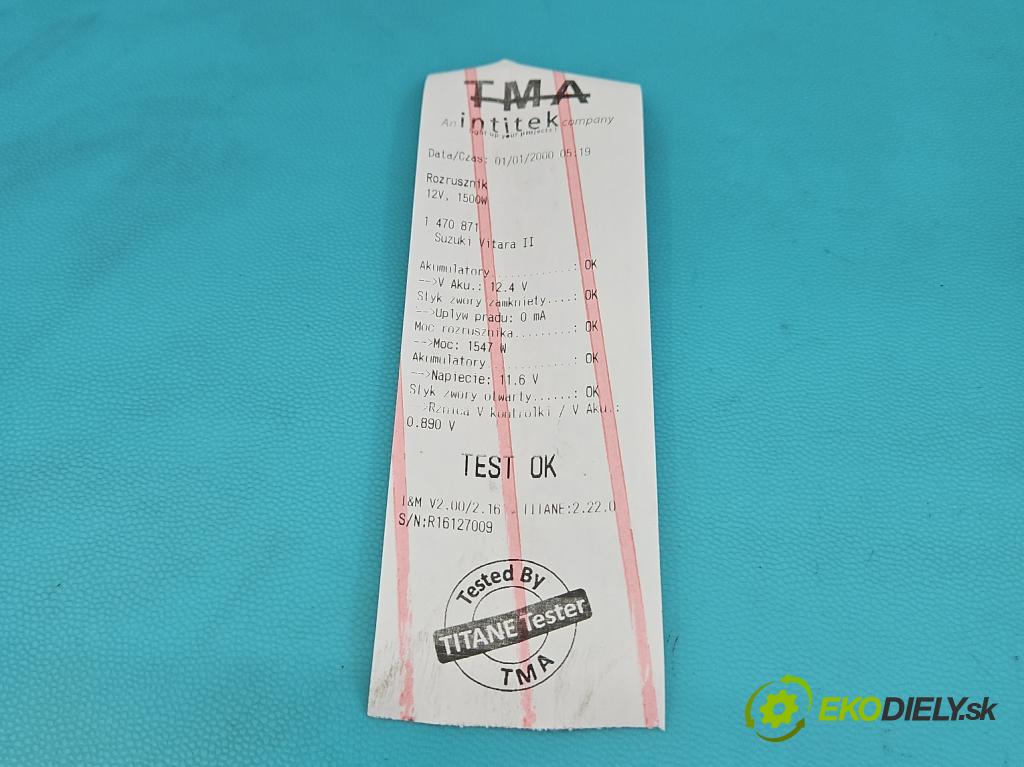 TMA
An intitek company
light up your projects!
Data/Czas: 01/01/2000 05:19
Rozrusznik
12V, 1500W
1 470 871
Suzuki Vitara II
Akumulatory...........: OK
-->V Aku.: 12.4 V
Styk zwory zamkniety....: OK
-->Uplyw pradu: 0 mA
Moc rozrusznika.........: OK
-->Moc: 1547 W
Akumulatory...........: OK
-->Napiecie: 11.6 V
Styk zwory otwarty......: OK
->Rznica V kontrolki / V Aku.:
0.890 V
TEST OK
I&M V2.00/2.16 - TITANE:2.22.0
S/N:R16127009
Tested By
TITANE Tester
TMA
EKODIELY.sk